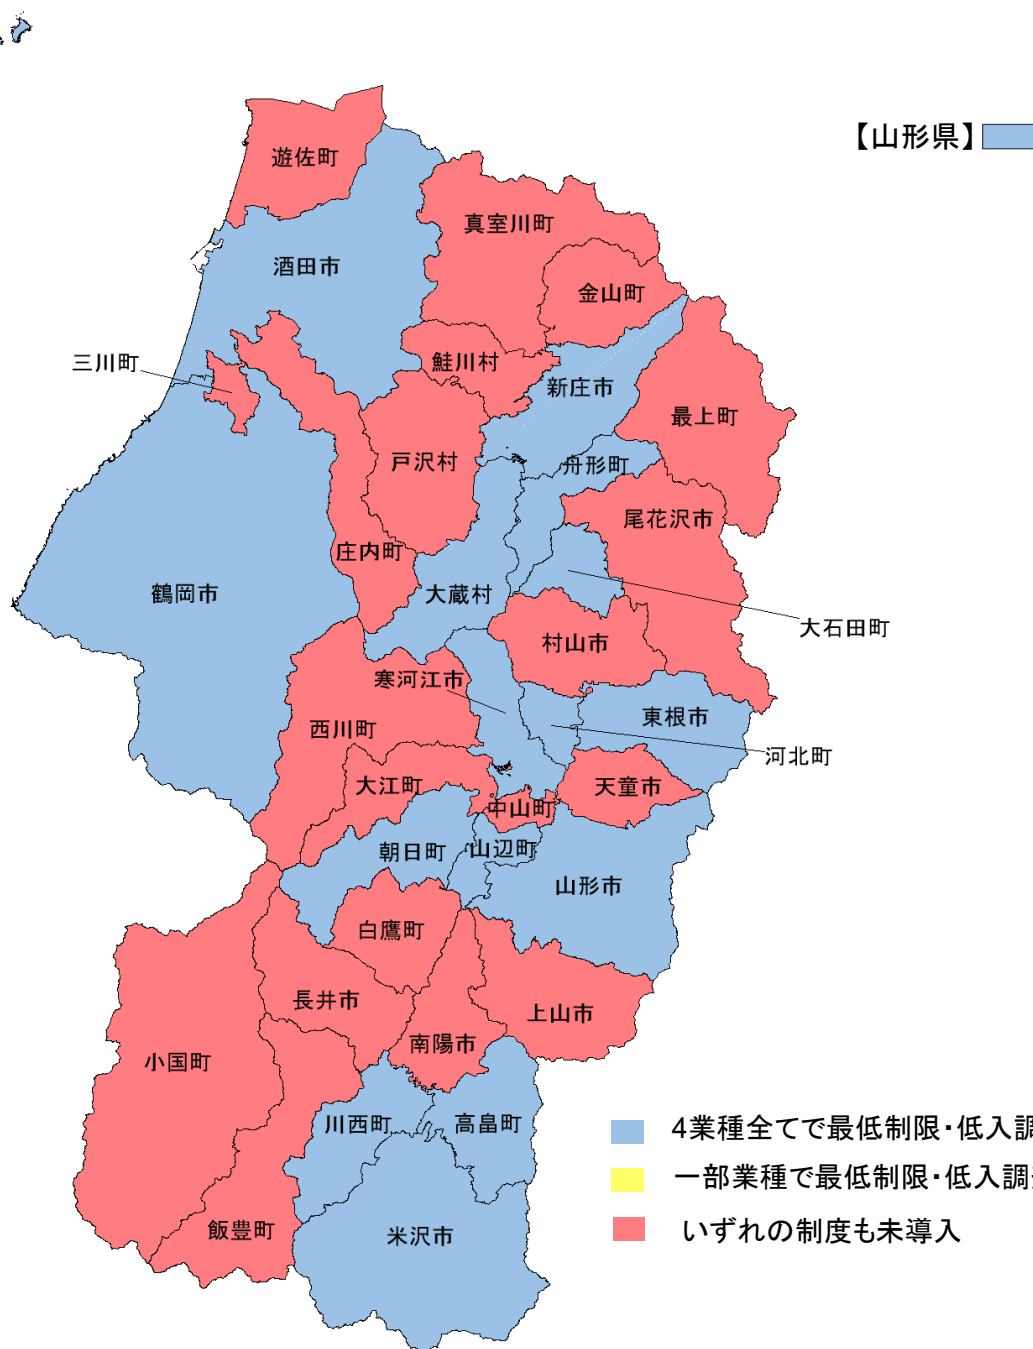 【山形県】
遊佐町
真室川町
酒田市
金山町
三川町
鮭川村
新庄市
最上町
戸沢村
舟形町
尾花沢市
庄内町
鶴岡市
大蔵村
大石田町
村山市
寒河江市
東根市
西川町
河北町
大江町
天童市
中山町
朝日町
山辺町
山形市
白鷹町
長井市
上山市
南陽市
小国町
川西町
高畠町
飯豊町
米沢市
4業種全てで最低制限・低入調
一部業種で最低制限・低入調
いずれの制度も未導入